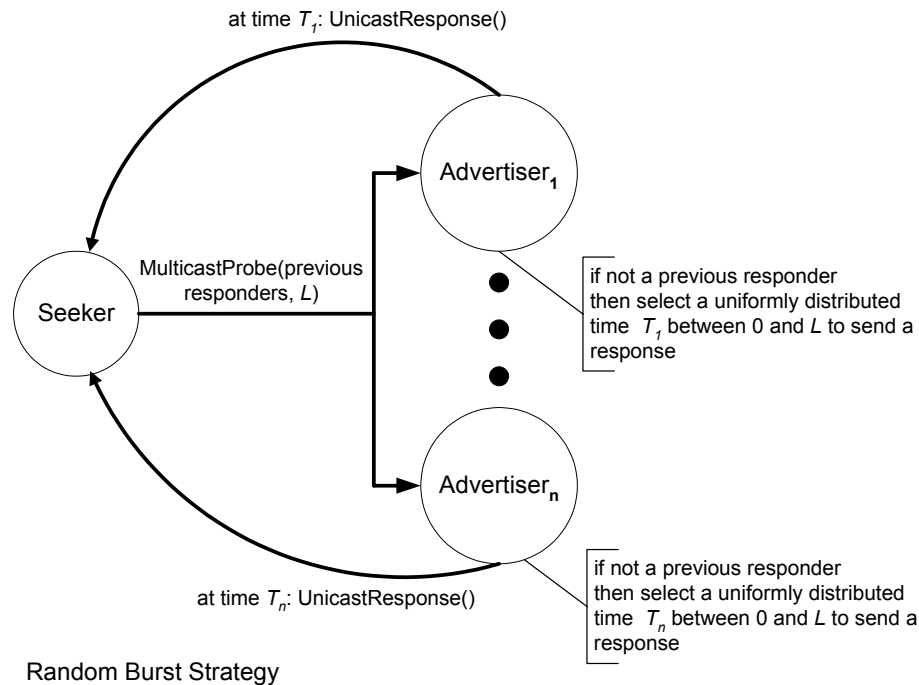 at time T1: UnicastResponse()
Advertiser1
MulticastProbe(previous
responders, L)
Seeker
if not a previous responder
then select a uniformly distributed
time T1 between 0 and L to send a
response
Advertisern
at time Tn: UnicastResponse()
if not a previous responder
then select a uniformly distributed
time Tn between 0 and L to send a
response
Random Burst Strategy